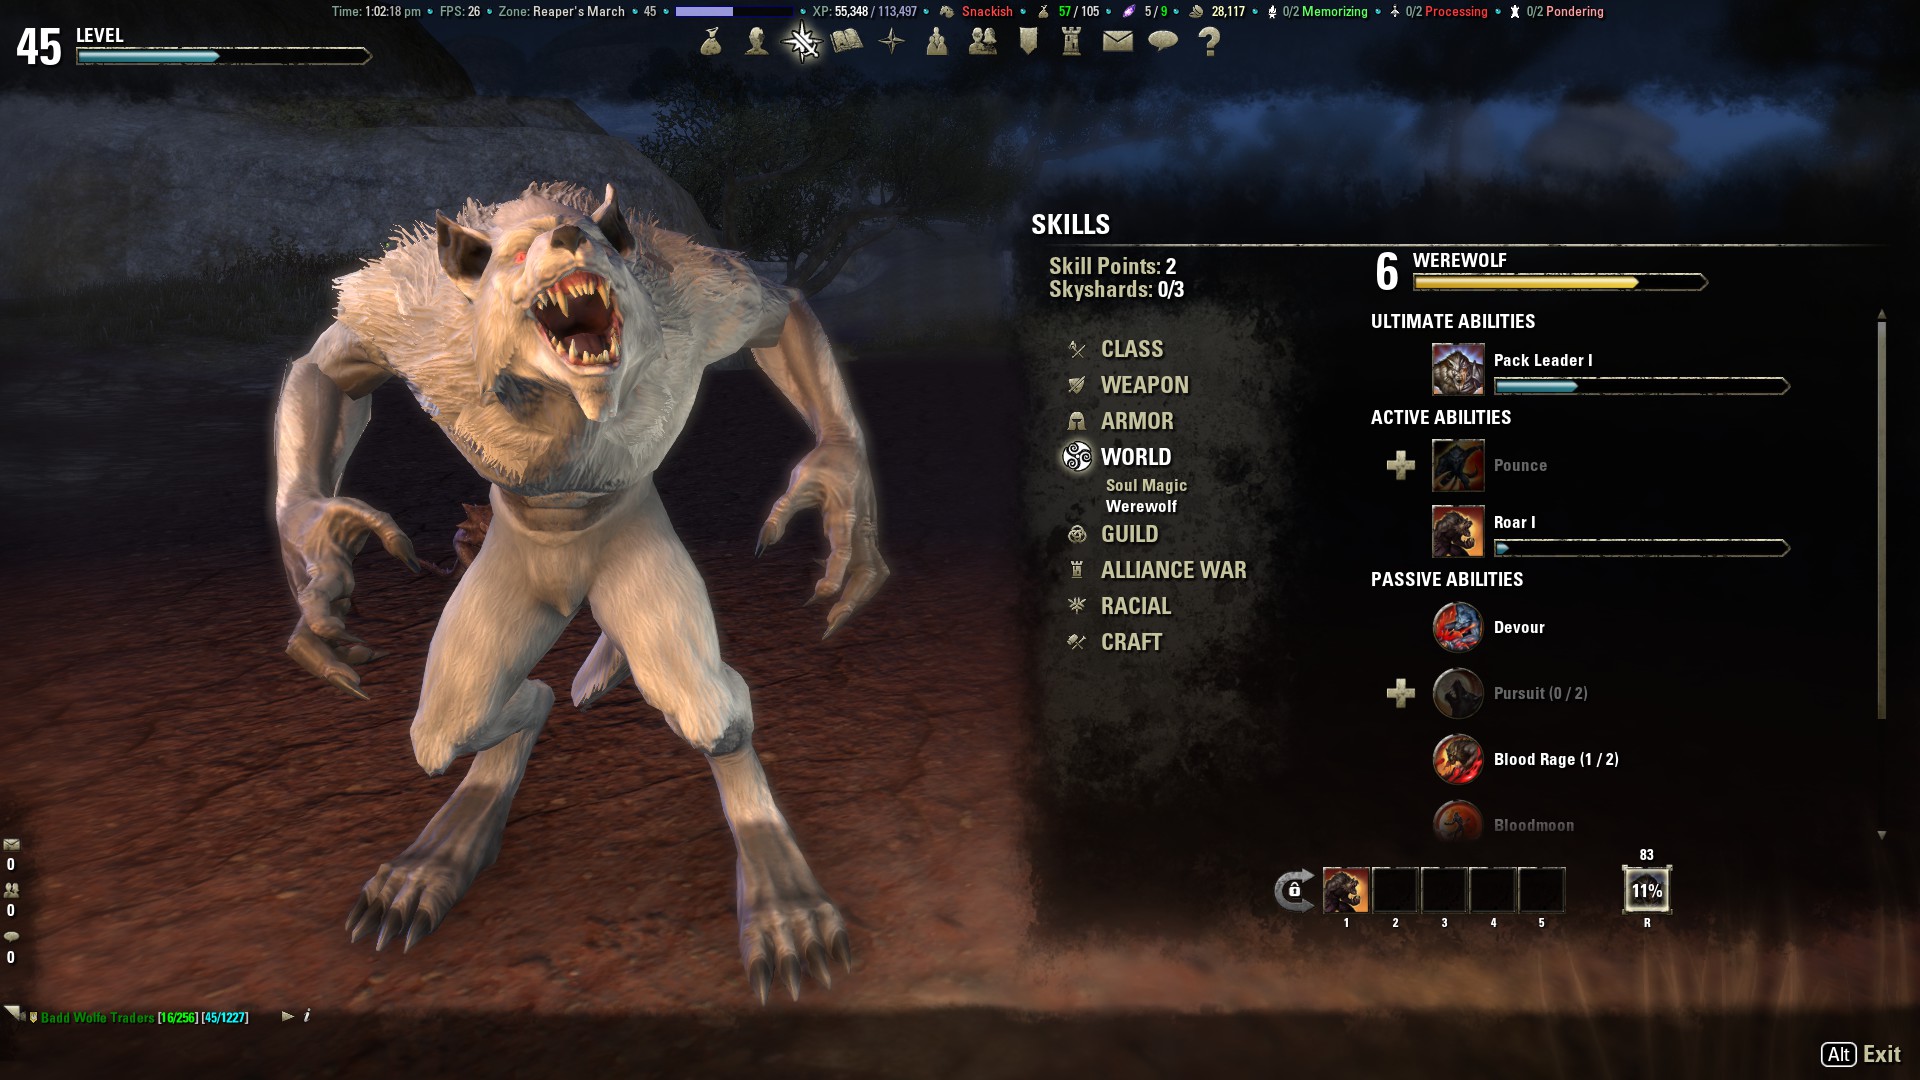 Time: 1:02:18 pm • FPS: 26 • Zone: Reaper's March • 45 • XP: 55,348 / 113,497 • Snackish • 57 / 105 • 5 / 9 • 28,117 • 0/2 Memorizing • 0/2 Processing • 0/2 Pondering
45 LEVEL
SKILLS
Skill Points: 2
Skyshards: 0/3
CLASS
WEAPON
ARMOR
WORLD
Soul Magic
Werewolf
GUILD
ALLIANCE WAR
RACIAL
CRAFT
6 WEREWOLF
ULTIMATE ABILITIES
Pack Leader I
ACTIVE ABILITIES
Pounce
Roar I
PASSIVE ABILITIES
Devour
Pursuit (0 / 2)
Blood Rage (1 / 2)
Bloodmoon
83
11%
1 2 3 4 5 R
0
0
0
Badd Wolfe Traders [16/256] [45/1227] i
Alt Exit